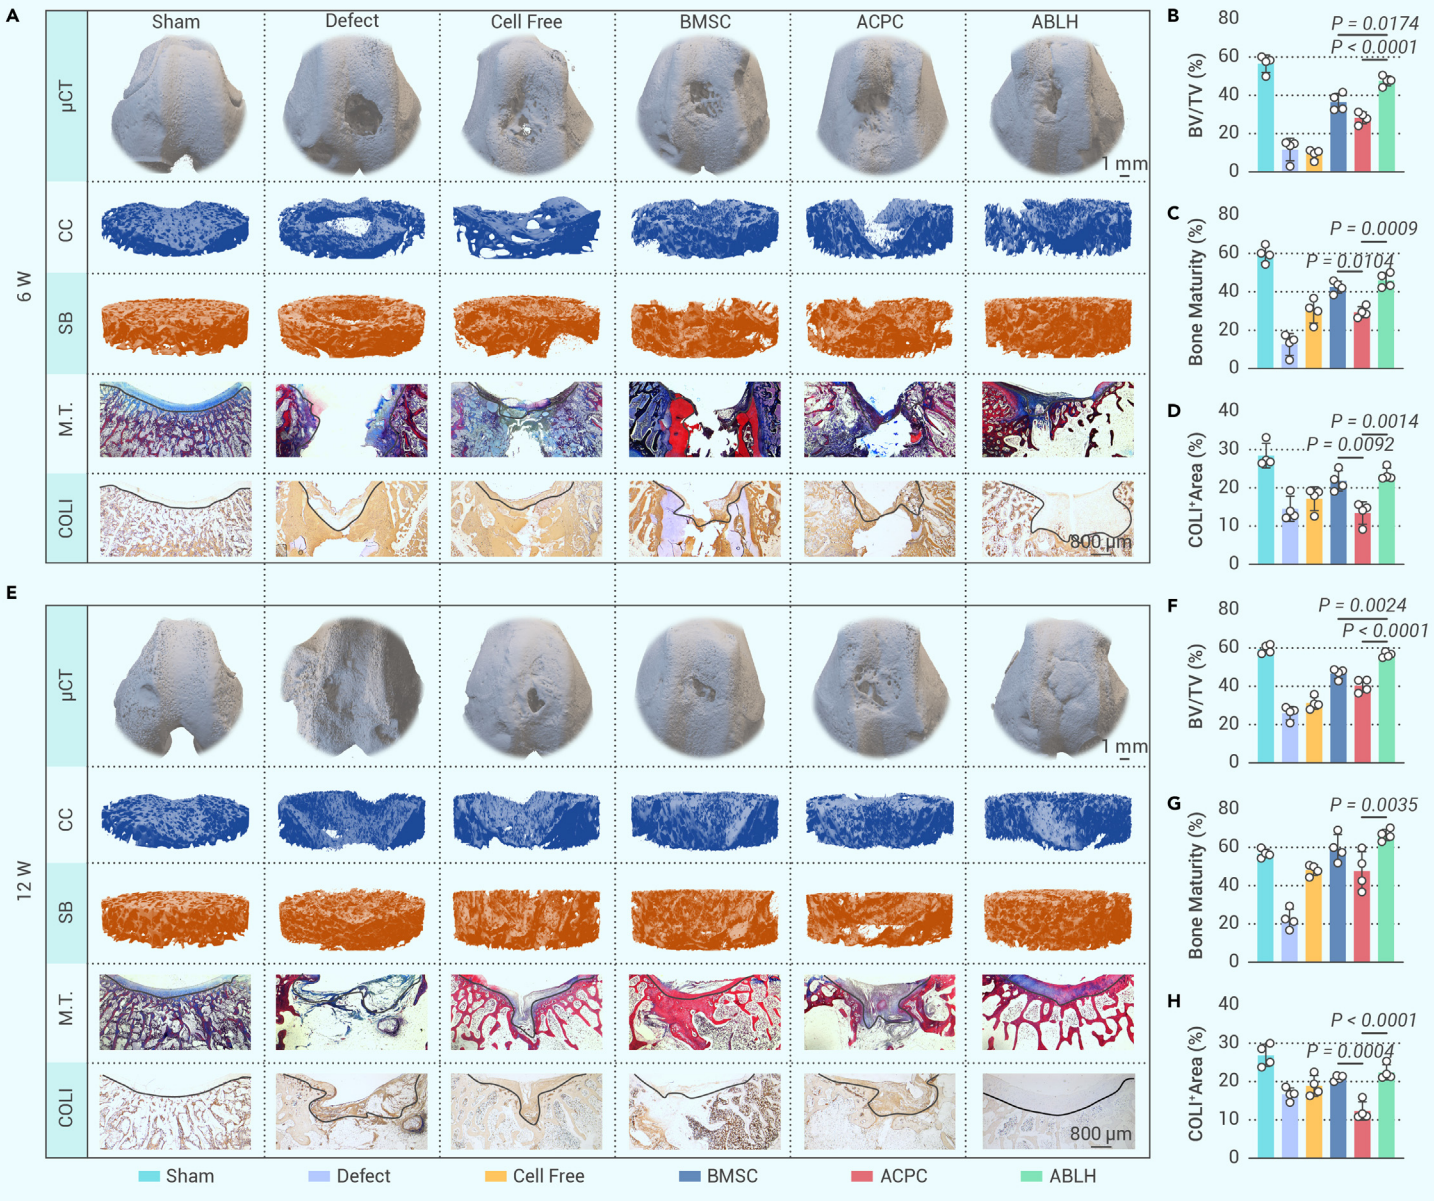 A
Sham Defect Cell Free BMSC ACPC ABLH
6 W
µCT
1 mm
CC
SB
M.T.
COLI
800 µm
B
80
60
40
20
0
BV/TV (%)
P = 0.0174
P < 0.0001
C
80
60
40
20
0
Bone Maturity (%)
P = 0.0009
P = 0.0104
D
40
30
20
10
0
COLI⁺Area (%)
P = 0.0014
P = 0.0092
E
12 W
µCT
1 mm
CC
SB
M.T.
COLI
800 µm
F
80
60
40
20
0
BV/TV (%)
P = 0.0024
P < 0.0001
G
80
60
40
20
0
Bone Maturity (%)
P = 0.0035
H
40
30
20
10
0
COLI⁺Area (%)
P < 0.0001
P = 0.0004
Sham Defect Cell Free BMSC ACPC ABLH